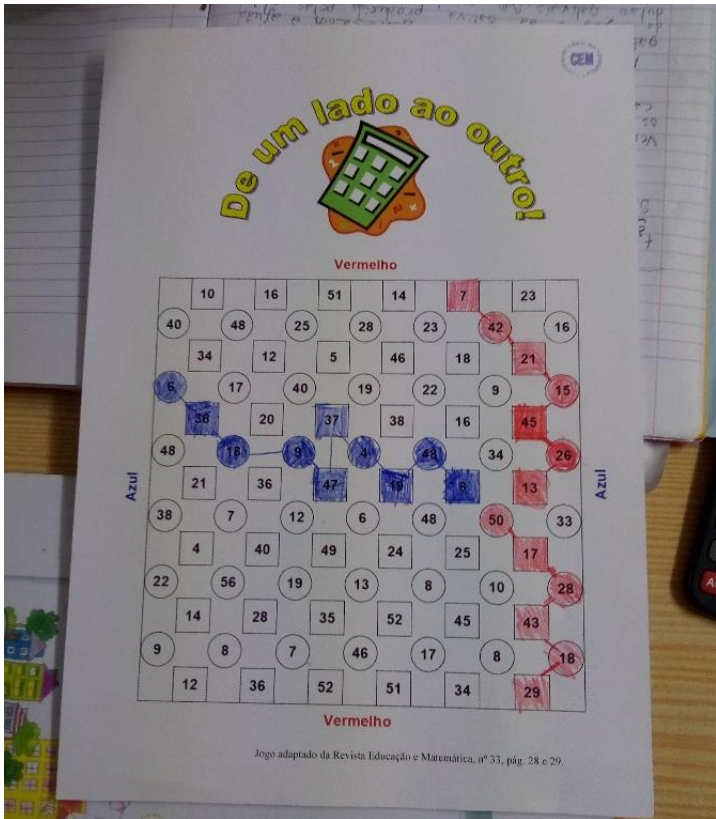 CEM
De um lado ao outro!
Vermelho
10 16 51 14 7 23
40 48 25 28 23 42 16
34 12 5 46 18 21
6 17 40 19 22 9 15
36 20 37 38 16 45
48 18 9 4 48 34 26
Azul
21 36 47 19 8 13
Azul
38 7 12 6 48 50 33
4 40 49 24 25 17
22 56 19 13 8 10 28
14 28 35 52 45 43
9 8 7 46 17 8 18
12 36 52 51 34 29
Vermelho
Jogo adaptado da Revista Educação e Matemática, nº 33, pág. 28 e 29.